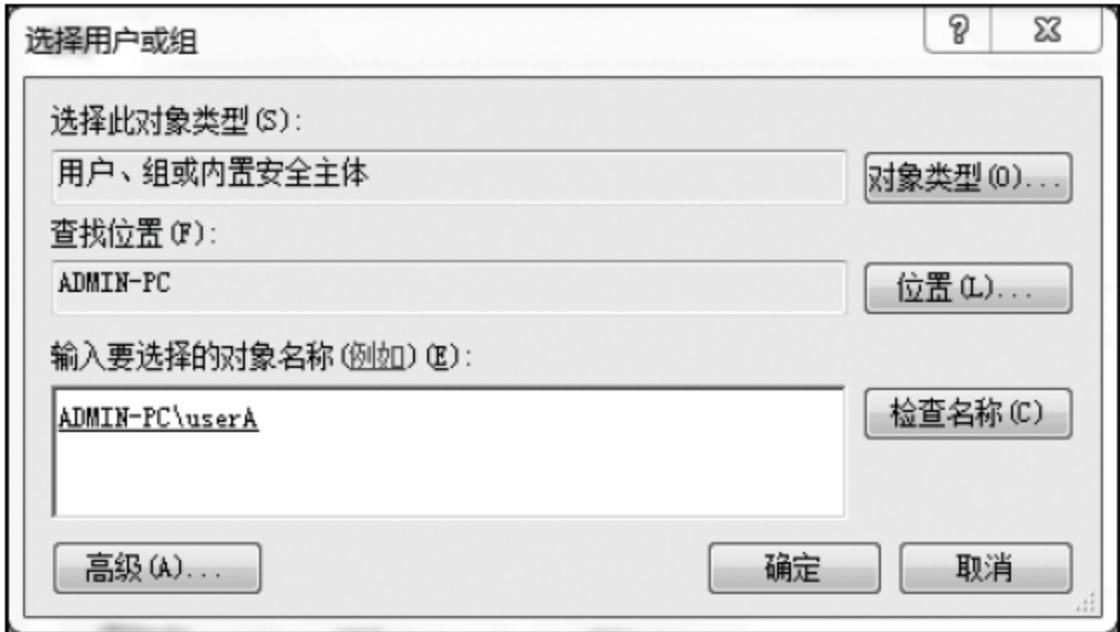 选择用户或组
选择此对象类型(S):
用户、组或内置安全主体
对象类型(O)...
查找位置(F):
ADMIN-PC
位置(L)...
输入要选择的对象名称(例如)(E):
ADMIN-PC\userA
检查名称(C)
高级(A)...
确定
取消